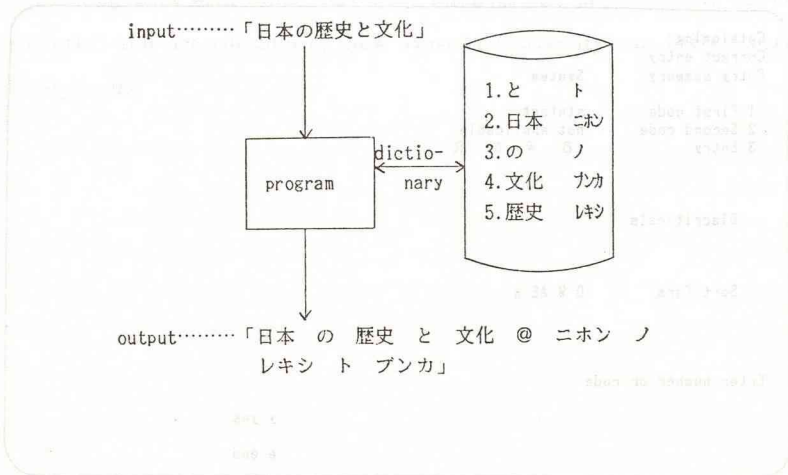 input………「日本の歴史と文化」
1.と ト
2.日本 ニホン
3.の ノ
4.文化 ブンカ
5.歴史 レキシ
dictio-
nary
program
output………「日本 の 歴史 と 文化 @ ニホン ノ
レキシ ト ブンカ」